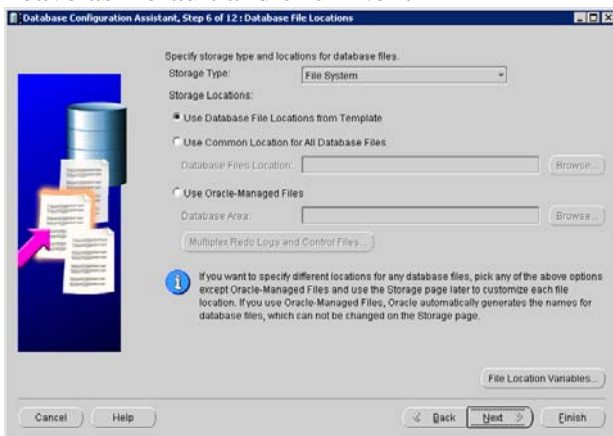 Database Configuration Assistant, Step 6 of 12 : Database File Locations
Specify storage type and locations for database files.
Storage Type: File System
Storage Locations:
Use Database File Locations from Template
Use Common Location for All Database Files
Database Files Location: Browse...
Use Oracle-Managed Files
Database Area: Browse...
Multiplex Redo Logs and Control Files...
If you want to specify different locations for any database files, pick any of the above options
except Oracle-Managed Files and use the Storage page later to customize each file
location. If you use Oracle-Managed Files, Oracle automatically generates the names for
database files, which can not be changed on the Storage page.
File Location Variables...
Cancel Help Back Next Finish